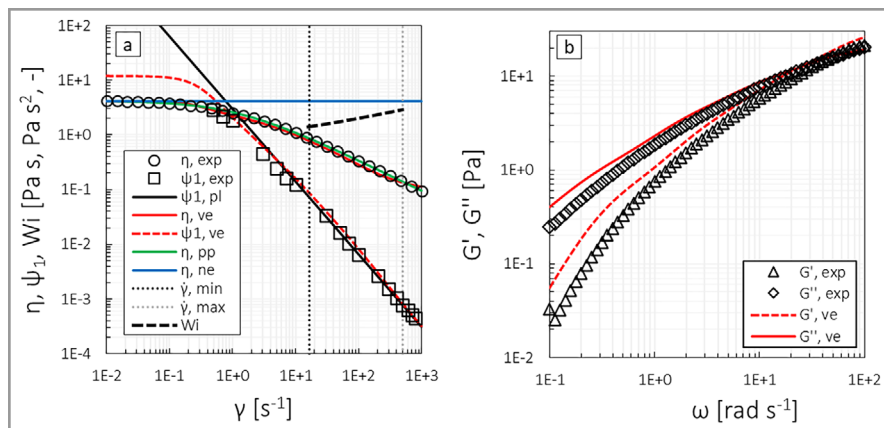 a
1E+2
1E+1
1E+0
1E-1
1E-2
1E-3
1E-4
η, Ψ₁, Wi [Pa s, Pa s², -]
η, exp
ψ1, exp
ψ1, pl
η, ve
ψ1, ve
η, pp
η, ne
γ̇, min
γ̇, max
Wi
1E-2 1E-1 1E+0 1E+1 1E+2 1E+3
γ [s⁻¹]
b
1E+1
1E+0
1E-1
1E-2
G', G'' [Pa]
G', exp
G'', exp
G', ve
G'', ve
1E-1 1E+0 1E+1 1E+2
ω [rad s⁻¹]